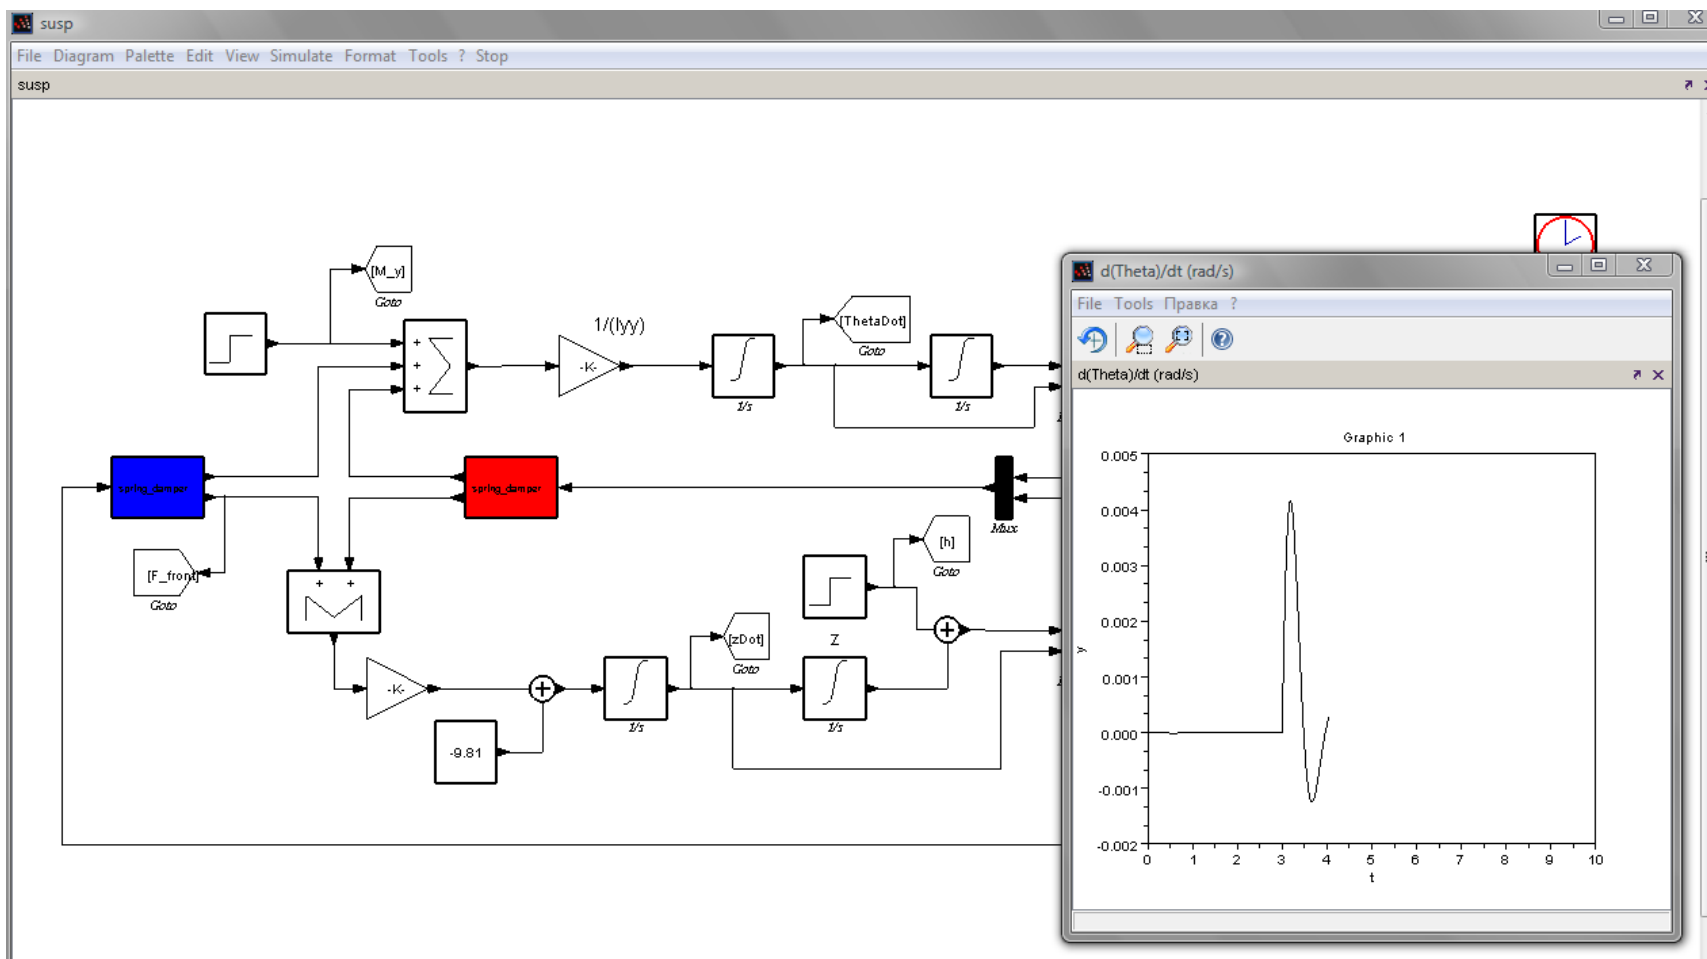 susp
File Diagram Palette Edit View Simulate Format Tools ? Stop
susp
[M_y]
Goto
+
+
+
1/(Iyy)
-K-
1/s
[ThetaDot]
Goto
1/s
spring_damper
spring_damper
Mux
[F_front]
Goto
+ +
[h]
Goto
-K-
+
-9.81
1/s
[zDot]
Goto
Z
1/s
+
d(Theta)/dt (rad/s)
File Tools Правка ?
d(Theta)/dt (rad/s)
Graphic 1
0.005
0.004
0.003
0.002
0.001
0.000
-0.001
-0.002
y
0 1 2 3 4 5 6 7 8 9 10
t